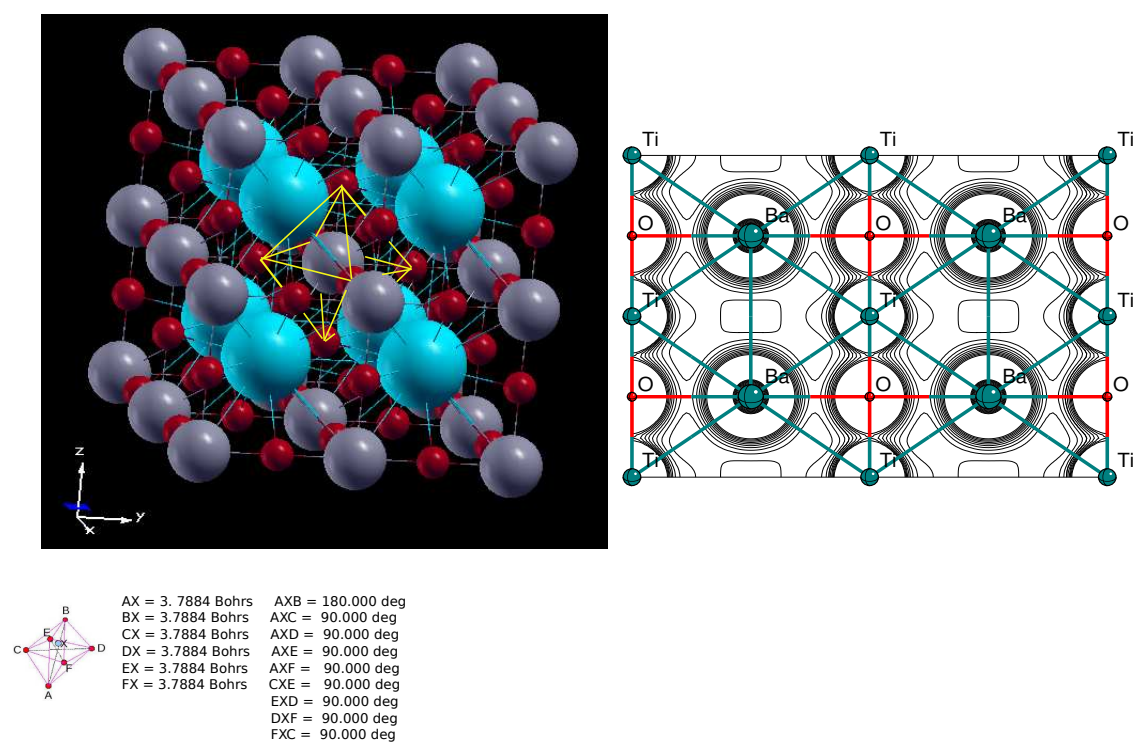 z
y
x
Ti Ti Ti
Ba Ba
O O O
Ti Ti Ti
Ba Ba
O O O
Ti Ti Ti
B
E X
C D
F
A
AX = 3. 7884 Bohrs AXB = 180.000 deg
BX = 3.7884 Bohrs AXC = 90.000 deg
CX = 3.7884 Bohrs AXD = 90.000 deg
DX = 3.7884 Bohrs AXE = 90.000 deg
EX = 3.7884 Bohrs AXF = 90.000 deg
FX = 3.7884 Bohrs CXE = 90.000 deg
EXD = 90.000 deg
DXF = 90.000 deg
FXC = 90.000 deg